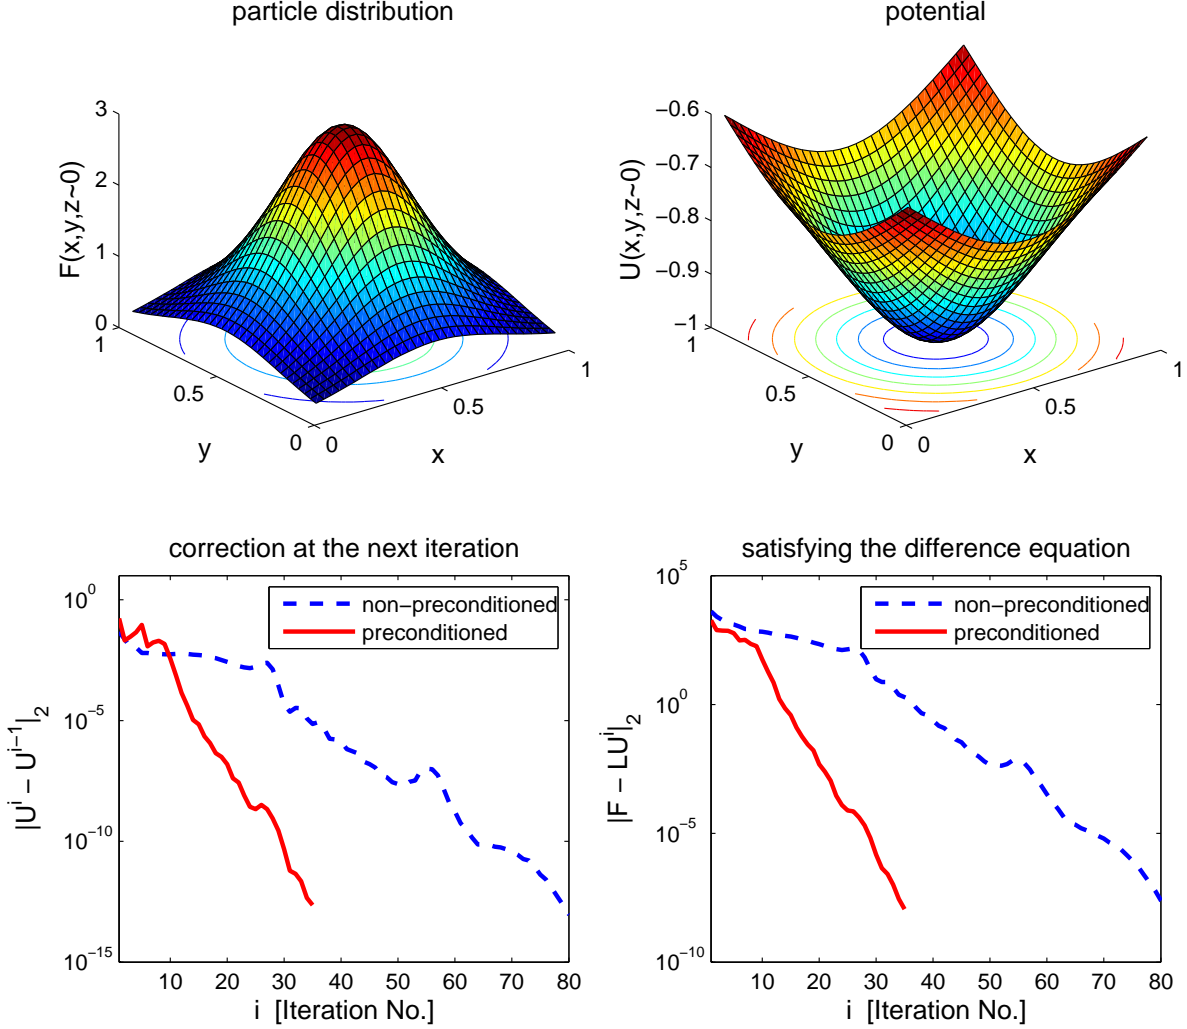 particle distribution
F(x,y,z~0)
3
2
1
0
1
0.5
0
y
0
0.5
1
x
potential
U(x,y,z~0)
−0.6
−0.7
−0.8
−0.9
−1
1
0.5
0
y
0
0.5
1
x
correction at the next iteration
|U^i − U^{i−1}|_2
10^0
10^−5
10^−10
10^−15
non−preconditioned
preconditioned
10 20 30 40 50 60 70 80
i [Iteration No.]
satisfying the difference equation
|F − LU^i|_2
10^5
10^0
10^−5
10^−10
non−preconditioned
preconditioned
10 20 30 40 50 60 70 80
i [Iteration No.]